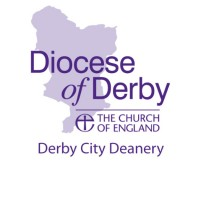 Diocese
of Derby
THE CHURCH
OF ENGLAND
Derby City Deanery